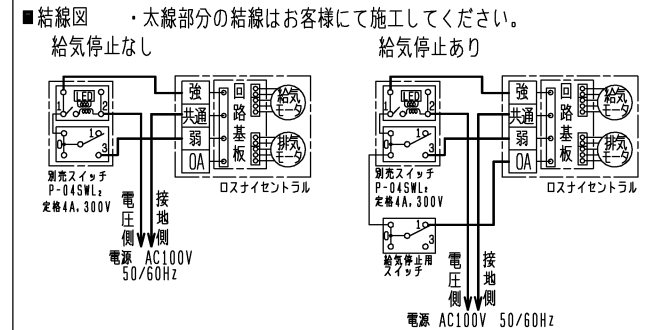 ■結線図　・太線部分の結線はお客様にて施工してください。
給気停止なし
LED
1
2
0
1
3
別売スイッチ
P-04SWL₂
定格4A, 300V
強
共通
弱
OA
回路基板
給気モータ
排気モータ
ロスナイセントラル
電圧側
接地側
電源 AC100V
50/60Hz
給気停止あり
LED
1
2
0
1
3
別売スイッチ
P-04SWL₂
定格4A, 300V
0
1
3
給気停止用
スイッチ
強
共通
弱
OA
回路基板
給気モータ
排気モータ
ロスナイセントラル
電圧側
接地側
電源 AC100V 50/60Hz